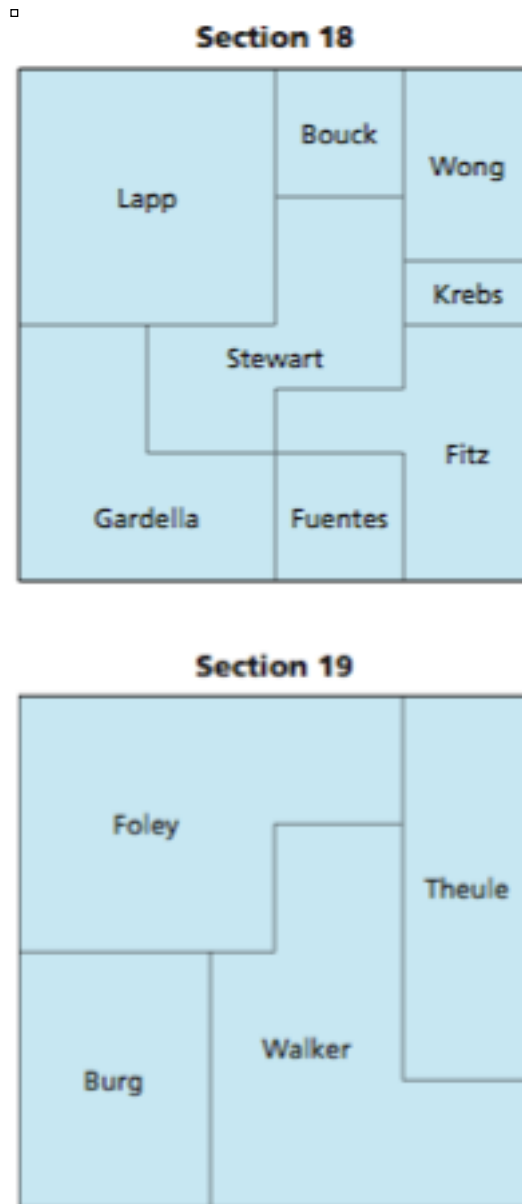 Section 18
Bouck
Wong
Lapp
Krebs
Stewart
Fitz
Gardella
Fuentes
Section 19
Foley
Theule
Walker
Burg